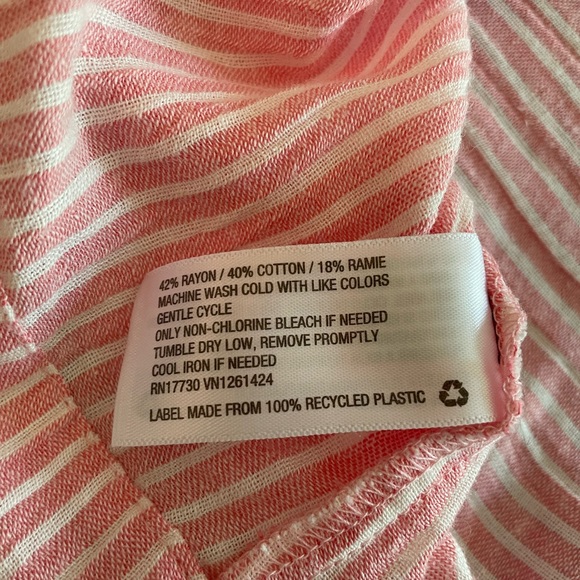 42% RAYON / 40% COTTON / 18% RAMIE
MACHINE WASH COLD WITH LIKE COLORS
GENTLE CYCLE
ONLY NON-CHLORINE BLEACH IF NEEDED
TUMBLE DRY LOW, REMOVE PROMPTLY
COOL IRON IF NEEDED
RN17730 VN1261424
LABEL MADE FROM 100% RECYCLED PLASTIC